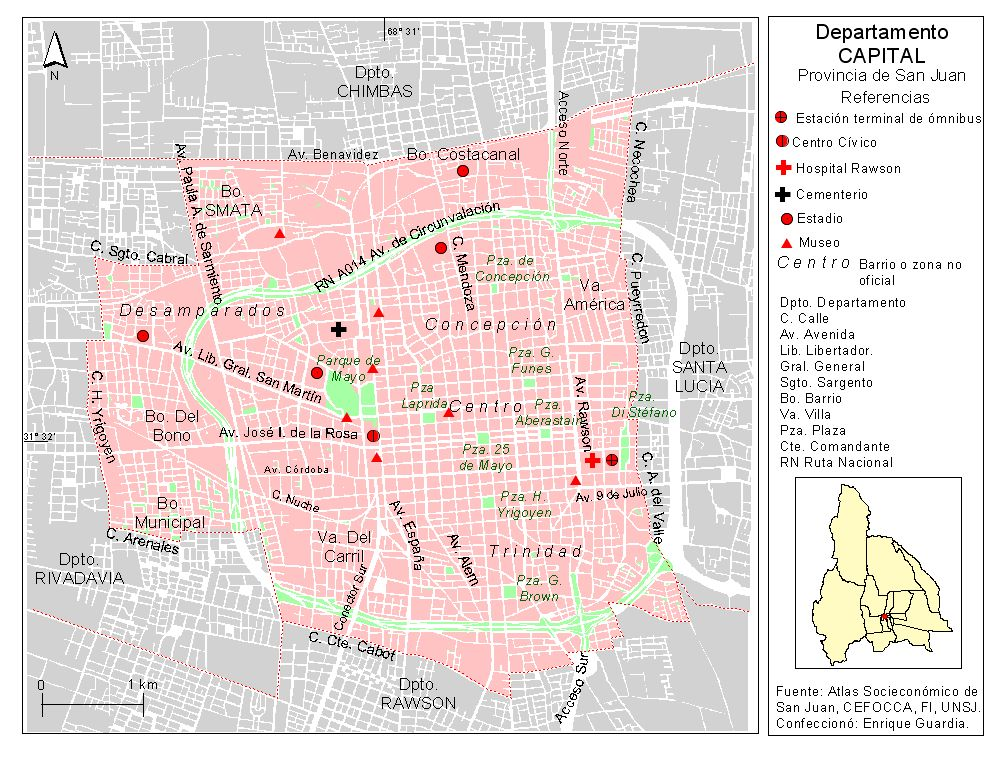 68° 31'
N
Dpto.
CHIMBAS
Acceso Norte
C. Necochea
Av. Benavidez
Bo. Costacanal
Av. Paula A. de Sarmiento
Bo.
SMATA
RN A014 Av. de Circunvalación
C. Sgto. Cabral
C. Mendoza
Pza. de
Concepción
Va.
América
C. Pueyrredon
Desamparados
Concepción
Av. Lib. Gral. San Martín
Parque de
Mayo
Pza. G.
Funes
Dpto.
SANTA
LUCIA
C. H. Yrigoyen
Pza
Laprida
Centro
Pza.
Aberastain
Av. Rawson
Pza.
Di Stéfano
Bo. Del
Bono
Av. José I. de la Rosa
31° 32'
Pza. 25
de Mayo
Av. Córdoba
C. A. del Valle
C. Nuche
Pza. H.
Yrigoyen
Av. 9 de Julio
Bo.
Municipal
C. Arenales
Va. Del
Carril
Av. España
Av. Alem
Trinidad
Dpto.
RIVADAVIA
Conector Sur
Pza. G.
Brown
C. Cte. Cabot
Acceso Sur
Dpto.
RAWSON
0 1 km
Departamento
CAPITAL
Provincia de San Juan
Referencias
Estación terminal de ómnibus
Centro Cívico
Hospital Rawson
Cementerio
Estadio
Museo
Centro Barrio o zona no
oficial
Dpto. Departamento
C. Calle
Av. Avenida
Lib. Libertador.
Gral. General
Sgto. Sargento
Bo. Barrio
Va. Villa
Pza. Plaza
Cte. Comandante
RN Ruta Nacional
Fuente: Atlas Socieconómico de
San Juan, CEFOCCA, FI, UNSJ.
Confeccionó: Enrique Guardia.